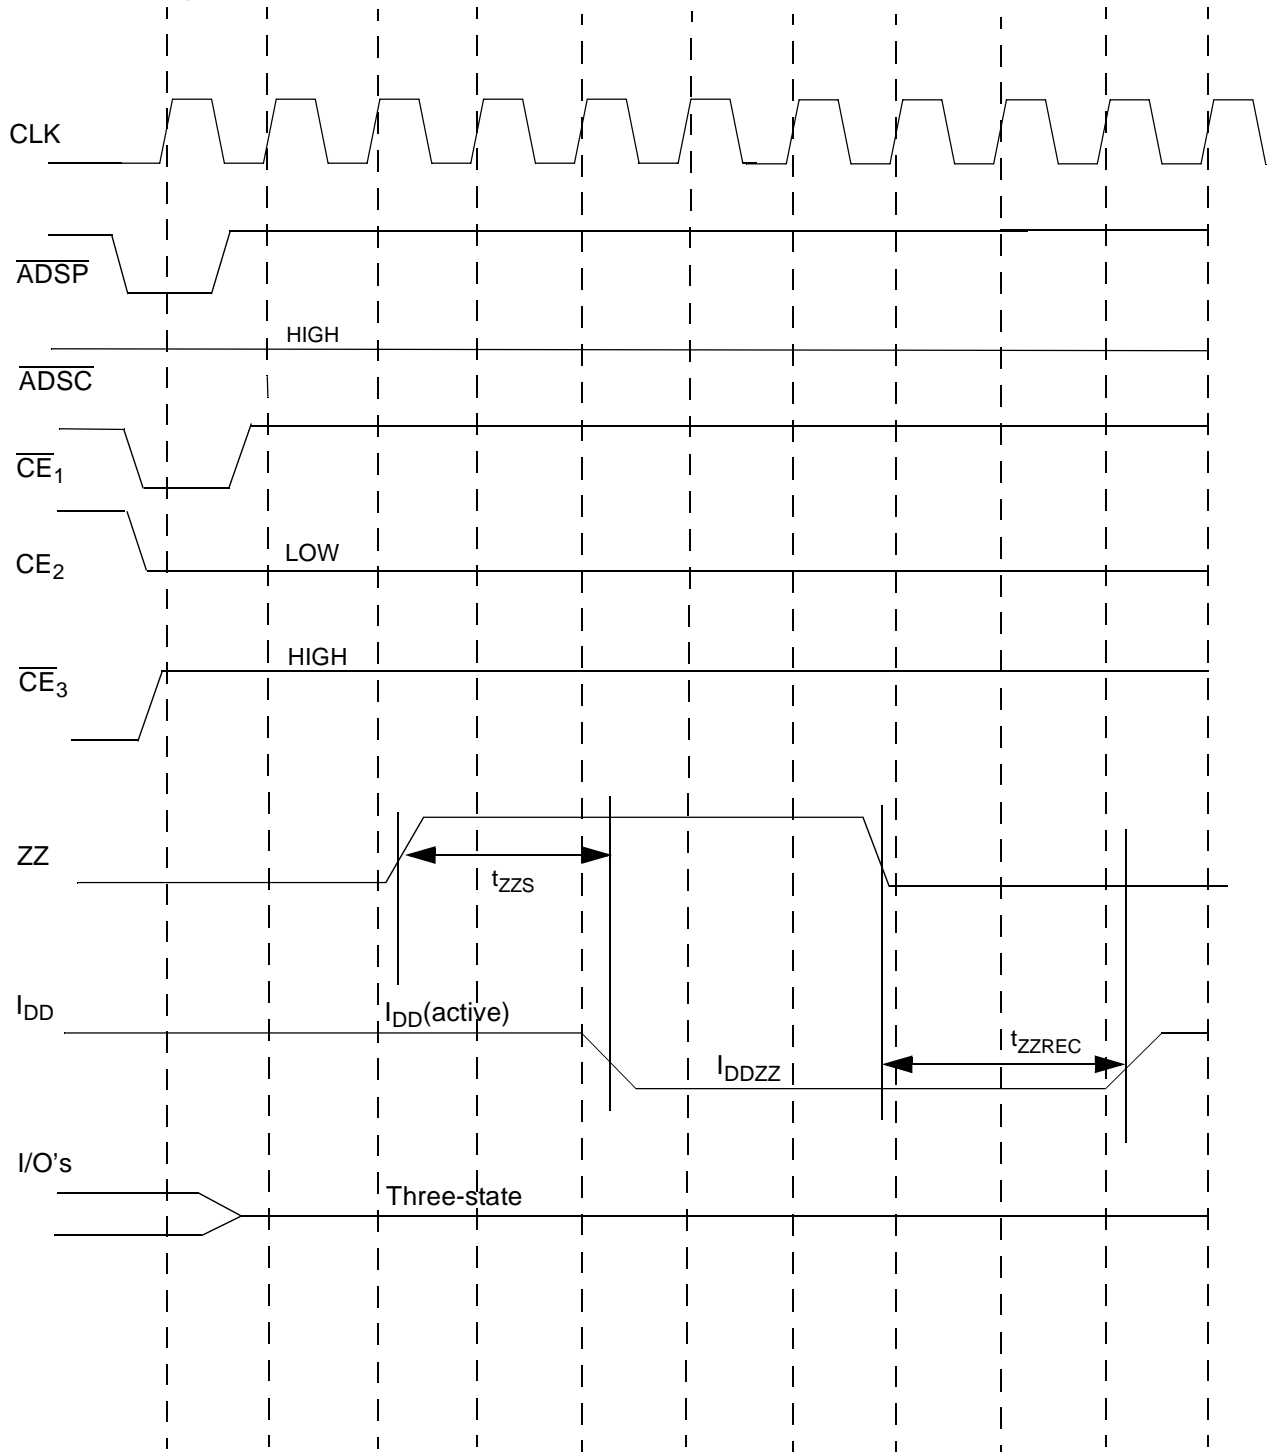 CLK
ADSP
HIGH
ADSC
CE1
LOW
CE2
HIGH
CE3
ZZ
tZZS
IDD
IDD(active)
tZZREC
IDDZZ
I/O's
Three-state